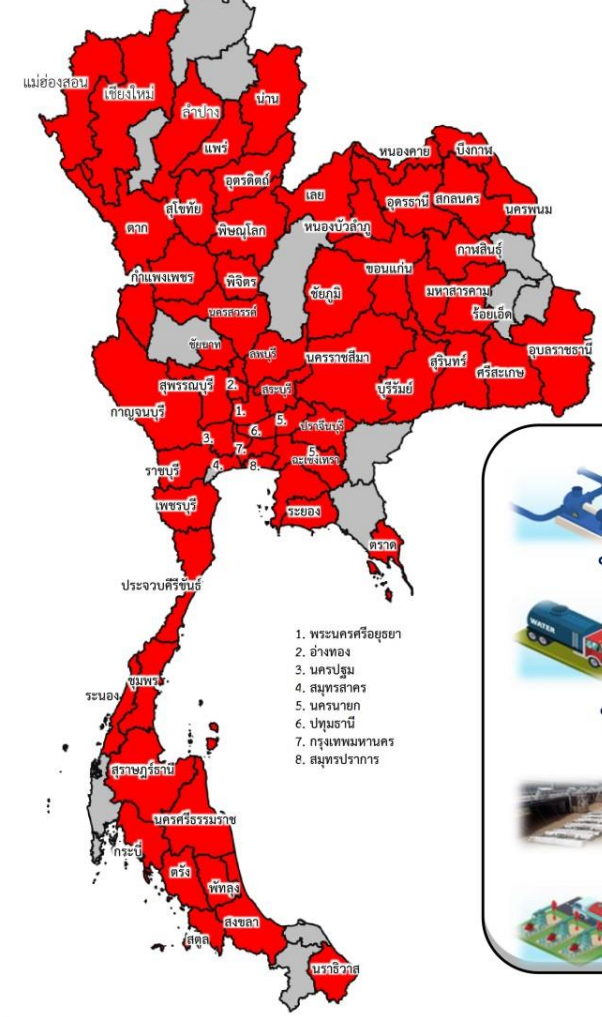 แม่ฮ่องสอน
เชียงใหม่
ลำปาง
น่าน
แพร่
อุตรดิตถ์
หนองคาย
บึงกาฬ
เลย
อุดรธานี
สกลนคร
นครพนม
สุโขทัย
ตาก
พิษณุโลก
หนองบัวลำภู
กาฬสินธุ์
ขอนแก่น
กำแพงเพชร
พิจิตร
ชัยภูมิ
มหาสารคาม
ร้อยเอ็ด
นครสวรรค์
ชัยนาท
ลพบุรี
นครราชสีมา
สุรินทร์
อุบลราชธานี
ศรีสะเกษ
บุรีรัมย์
สุพรรณบุรี
2.
สระบุรี
กาญจนบุรี
1.
5.
ปราจีนบุรี
6.
3.
7.
5.
ฉะเชิงเทรา
ราชบุรี
4.
8.
เพชรบุรี
ระยอง
ตราด
WATER
ประจวบคีรีขันธ์
1. พระนครศรีอยุธยา
2. อ่างทอง
3. นครปฐม
4. สมุทรสาคร
5. นครนายก
6. ปทุมธานี
7. กรุงเทพมหานคร
8. สมุทรปราการ
ชุมพร
ระนอง
สุราษฎร์ธานี
นครศรีธรรมราช
กระบี่
ตรัง
พัทลุง
สงขลา
สตูล
นราธิวาส